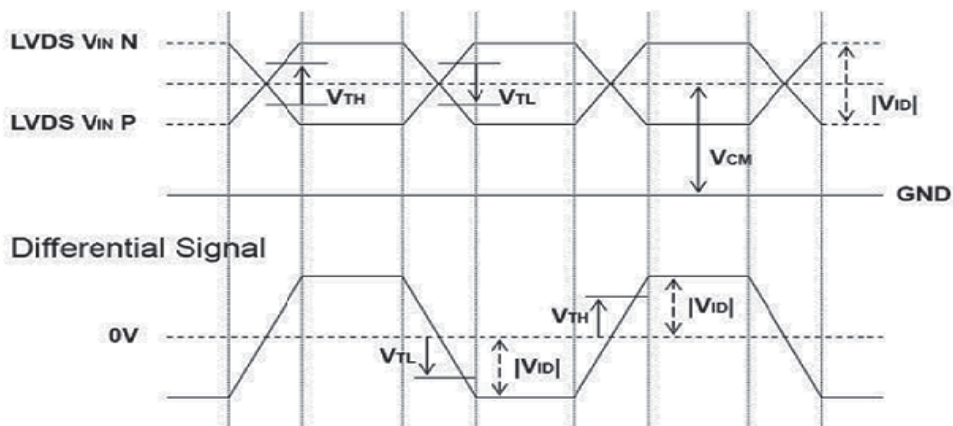 LVDS VIN N
VTH
VTL
|VID|
LVDS VIN P
VCM
GND
Differential Signal
VTH
|VID|
0V
VTL
|VID|